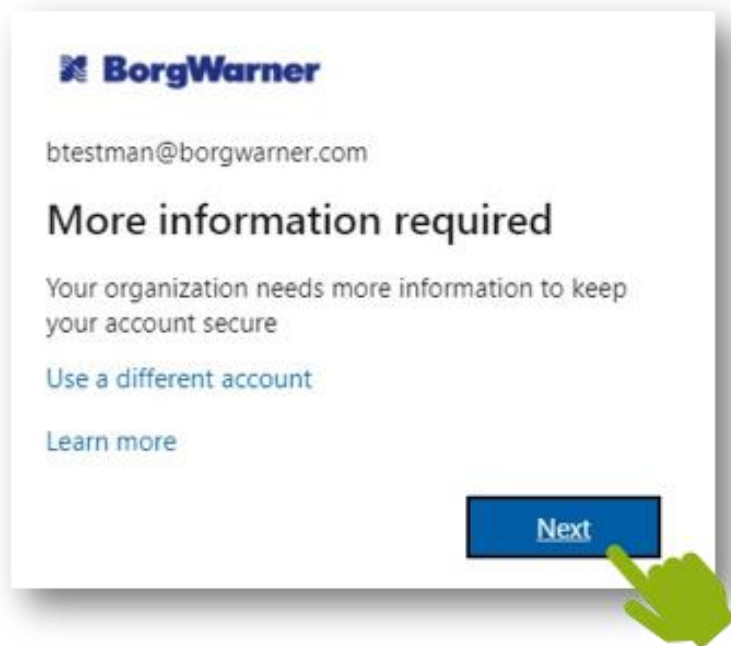 BorgWarner
btestman@borgwarner.com
More information required
Your organization needs more information to keep
your account secure
Use a different account
Learn more
Next